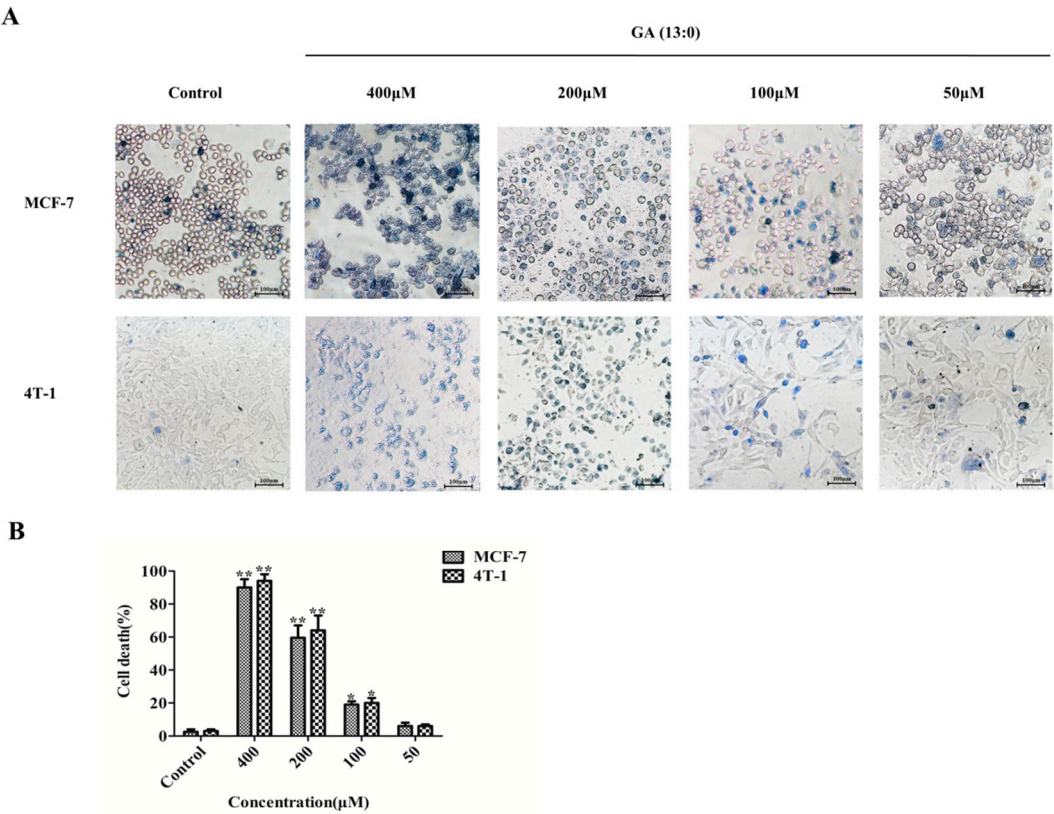 A
GA (13:0)
Control 400μM 200μM 100μM 50μM
MCF-7
100μm 100μm 100μm 100μm
4T-1
100μm 100μm 100μm 100μm 100μm
B
MCF-7
4T-1
Cell death(%)
100
80
60
40
20
0
** **
** **
* *
Control 400 200 100 50
Concentration(μM)